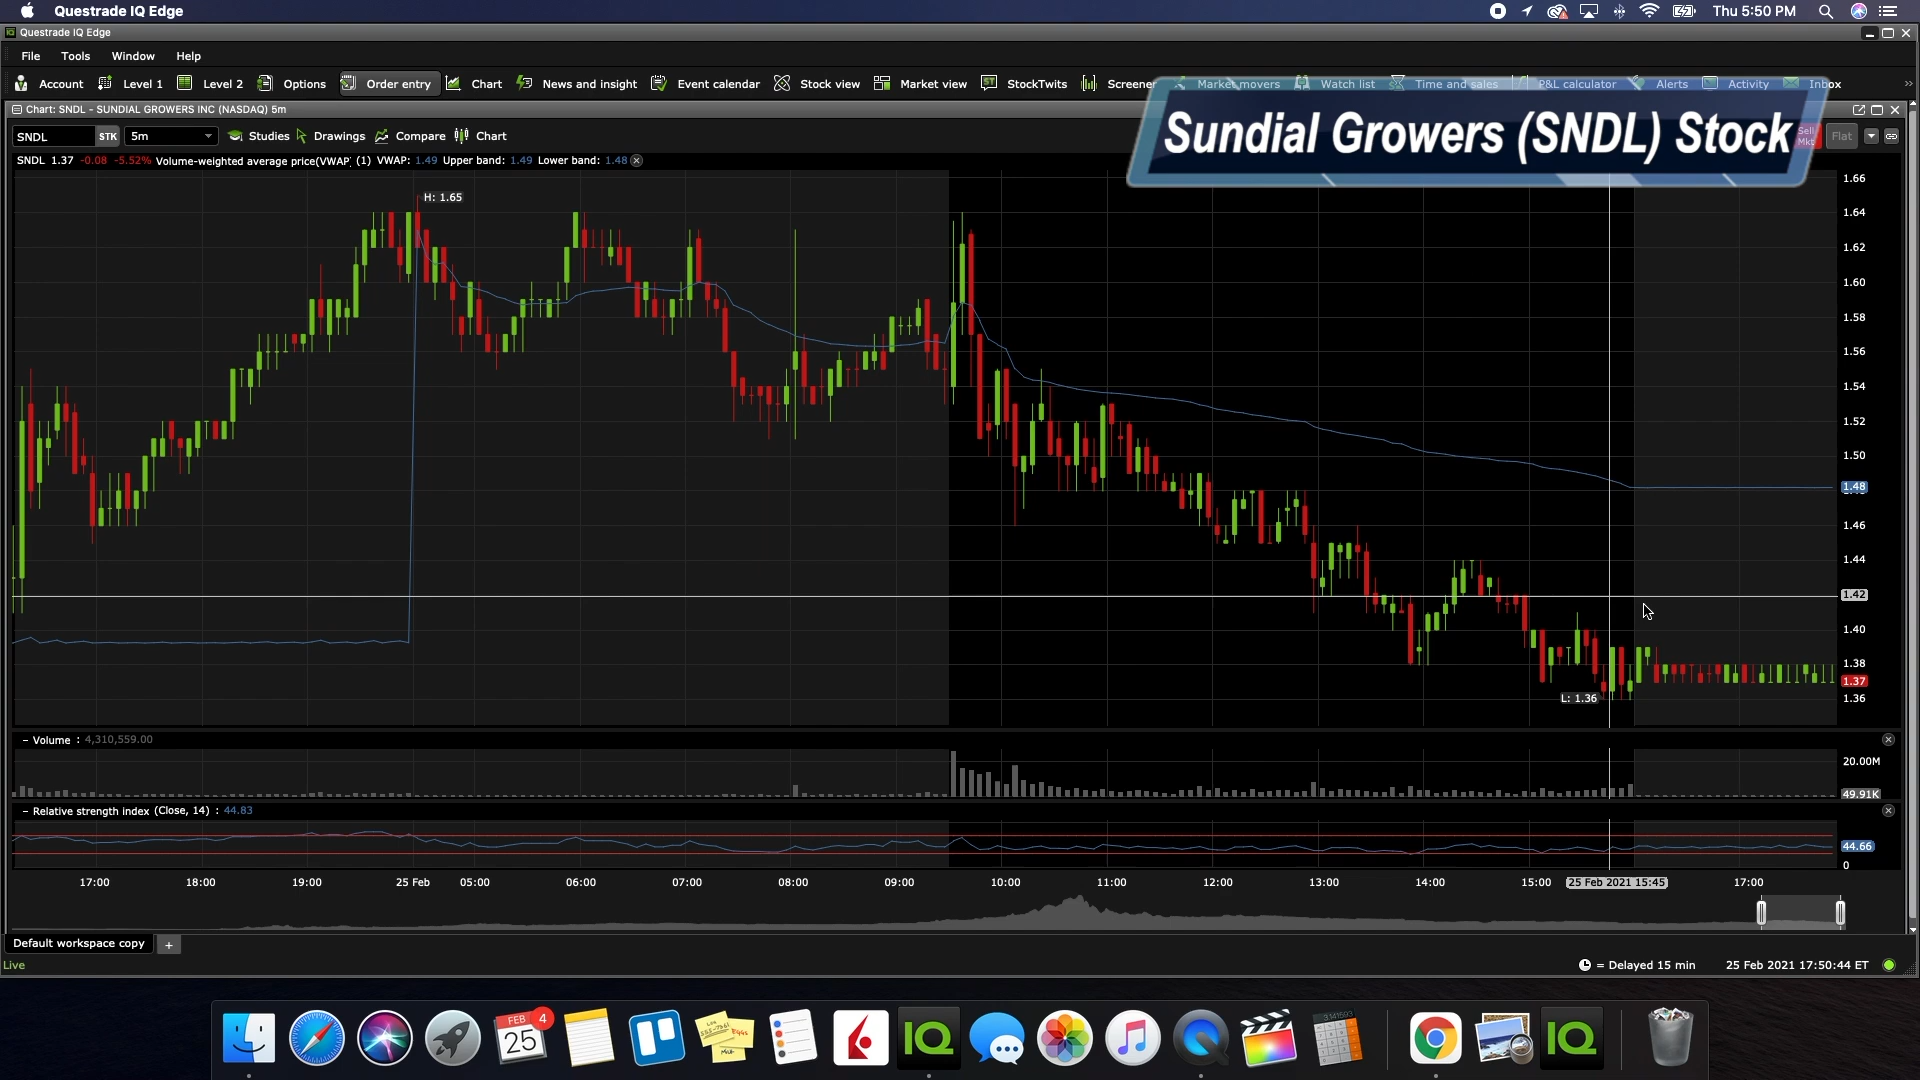 Questrade IQ Edge
Thu 5:50 PM
Questrade IQ Edge
File Tools Window Help
Account Level 1 Level 2 Options Order entry Chart News and insight Event calendar Stock view Market view StockTwits Screener Market movers Watch list Time and sales P&L calculator Alerts Activity Inbox
Chart: SNDL - SUNDIAL GROWERS INC (NASDAQ) 5m
Sundial Growers (SNDL) Stock
SNDL STK 5m Studies Drawings Compare Chart
Sell Mkt Flat
SNDL 1.37 -0.08 -5.52% Volume-weighted average price(VWAP) (1) VWAP: 1.49 Upper band: 1.49 Lower band: 1.48
H: 1.65
L: 1.36
1.66
1.64
1.62
1.60
1.58
1.56
1.54
1.52
1.50
1.48
1.46
1.44
1.42
1.40
1.38
1.37
1.36
– Volume : 4,310,559.00
20.00M
49.91K
– Relative strength index (Close, 14) : 44.83
44.66
0
17:00 18:00 19:00 25 Feb 05:00 06:00 07:00 08:00 09:00 10:00 11:00 12:00 13:00 14:00 15:00 25 Feb 2021 15:45 17:00
Default workspace copy +
Live
= Delayed 15 min 25 Feb 2021 17:50:44 ET
FEB
25
4
IQ
IQ